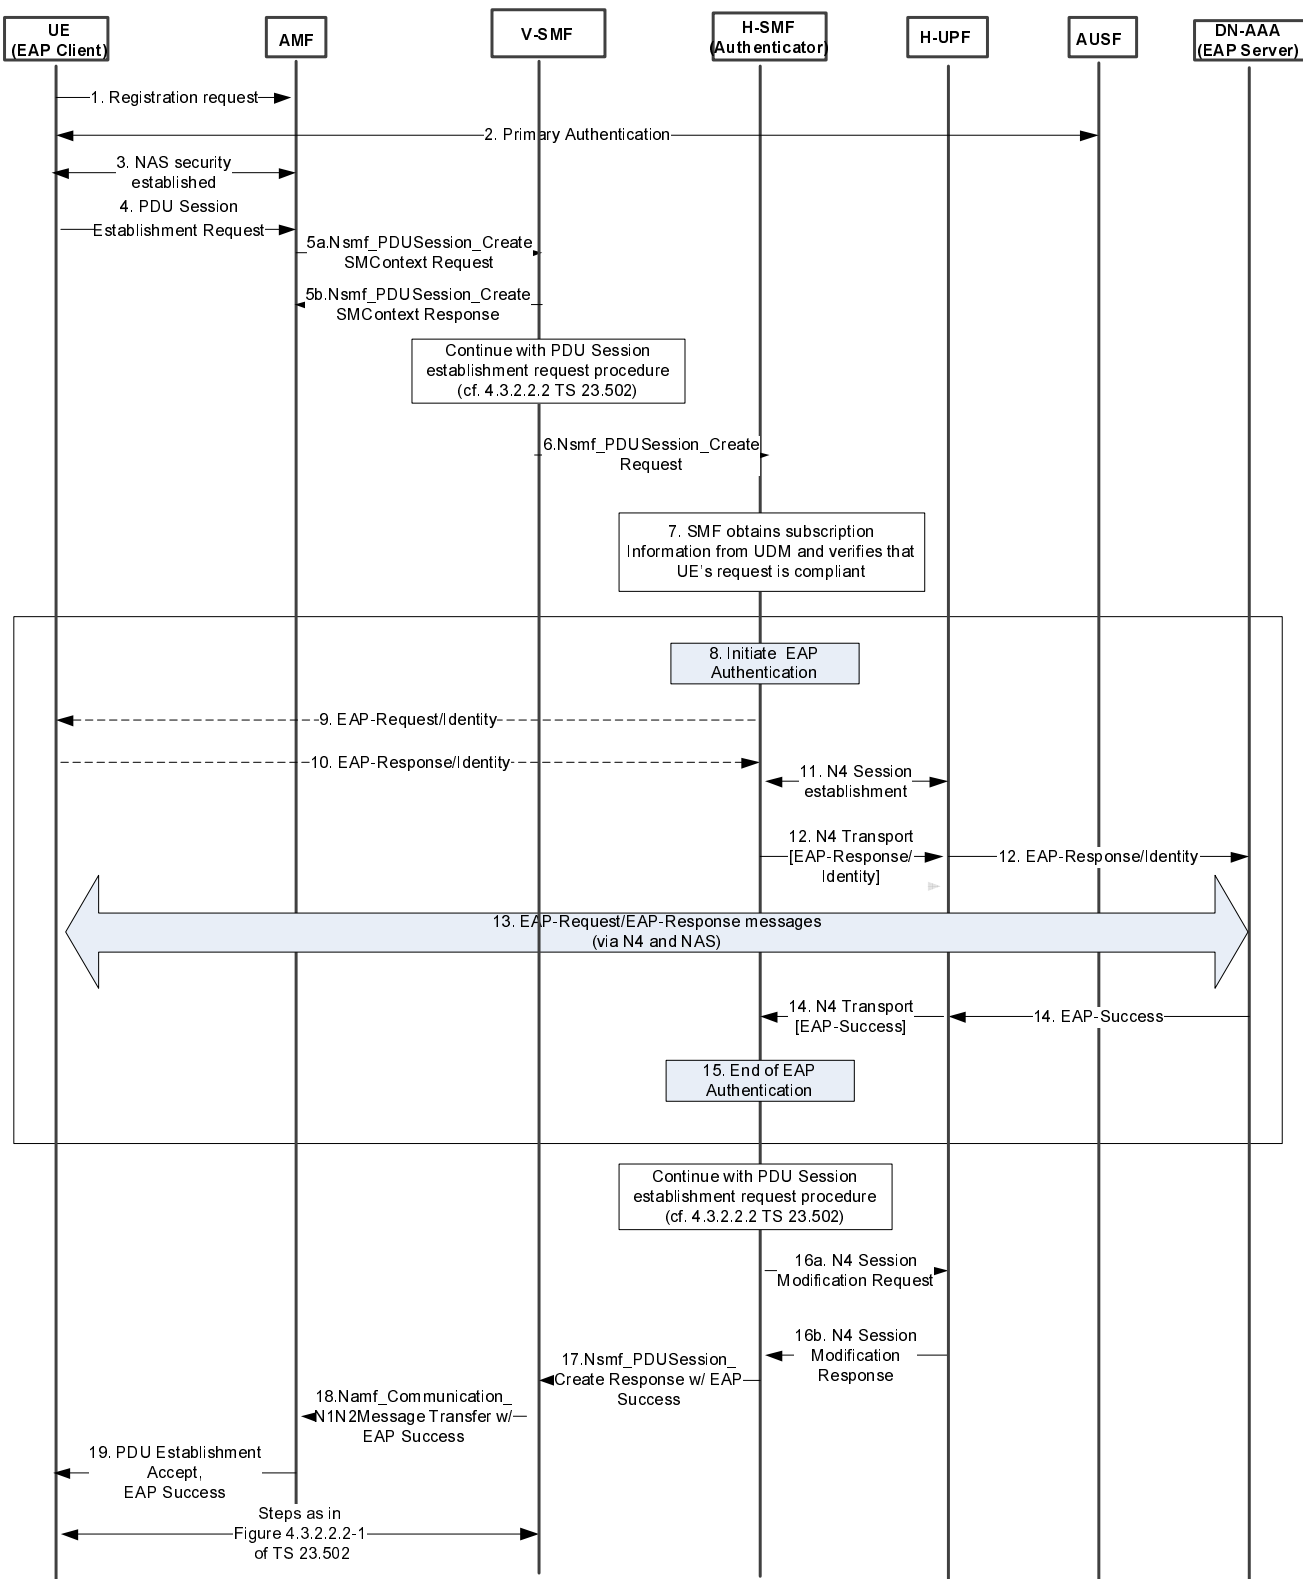 UE
(EAP Client)
AMF
V-SMF
H-SMF
(Authenticator)
H-UPF
AUSF
DN-AAA
(EAP Server)
1. Registration request
2. Primary Authentication
3. NAS security
established
4. PDU Session
Establishment Request
5a.Nsmf_PDUSession_Create
SMContext Request
5b.Nsmf_PDUSession_Create
SMContext Response
Continue with PDU Session
establishment request procedure
(cf. 4.3.2.2.2 TS 23.502)
6.Nsmf_PDUSession_Create
Request
7. SMF obtains subscription
Information from UDM and verifies that
UE's request is compliant
8. Initiate EAP
Authentication
9. EAP-Request/Identity
10. EAP-Response/Identity
11. N4 Session
establishment
12. N4 Transport
[EAP-Response/
Identity]
12. EAP-Response/Identity
13. EAP-Request/EAP-Response messages
(via N4 and NAS)
14. N4 Transport
[EAP-Success]
14. EAP-Success
15. End of EAP
Authentication
Continue with PDU Session
establishment request procedure
(cf. 4.3.2.2.2 TS 23.502)
16a. N4 Session
Modification Request
16b. N4 Session
Modification
Response
17.Nsmf_PDUSession_
Create Response w/ EAP
Success
18.Namf_Communication_
N1N2Message Transfer w/
EAP Success
19. PDU Establishment
Accept,
EAP Success
Steps as in
Figure 4.3.2.2.2-1
of TS 23.502